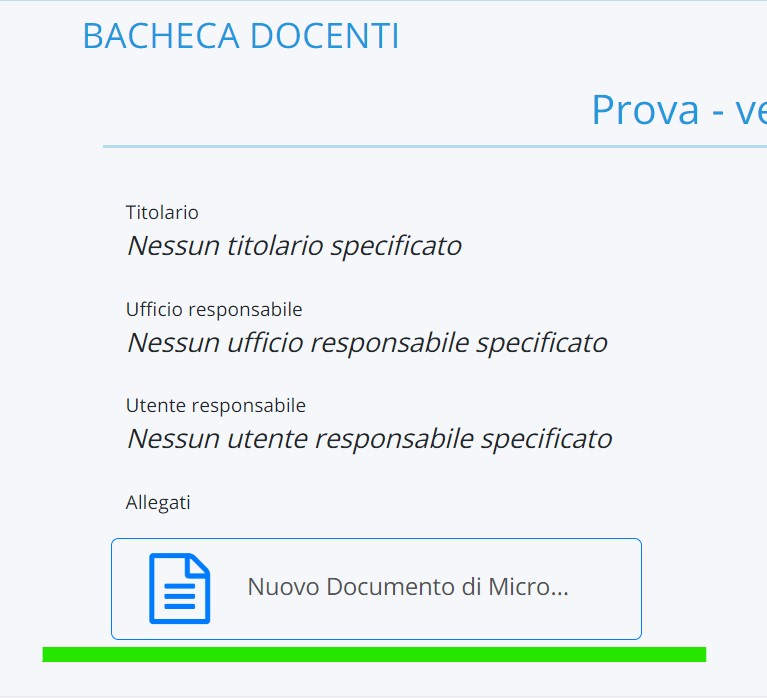 BACHECA DOCENTI
Prova - ve
Titolario
Nessun titolario specificato
Ufficio responsabile
Nessun ufficio responsabile specificato
Utente responsabile
Nessun utente responsabile specificato
Allegati
Nuovo Documento di Micro...